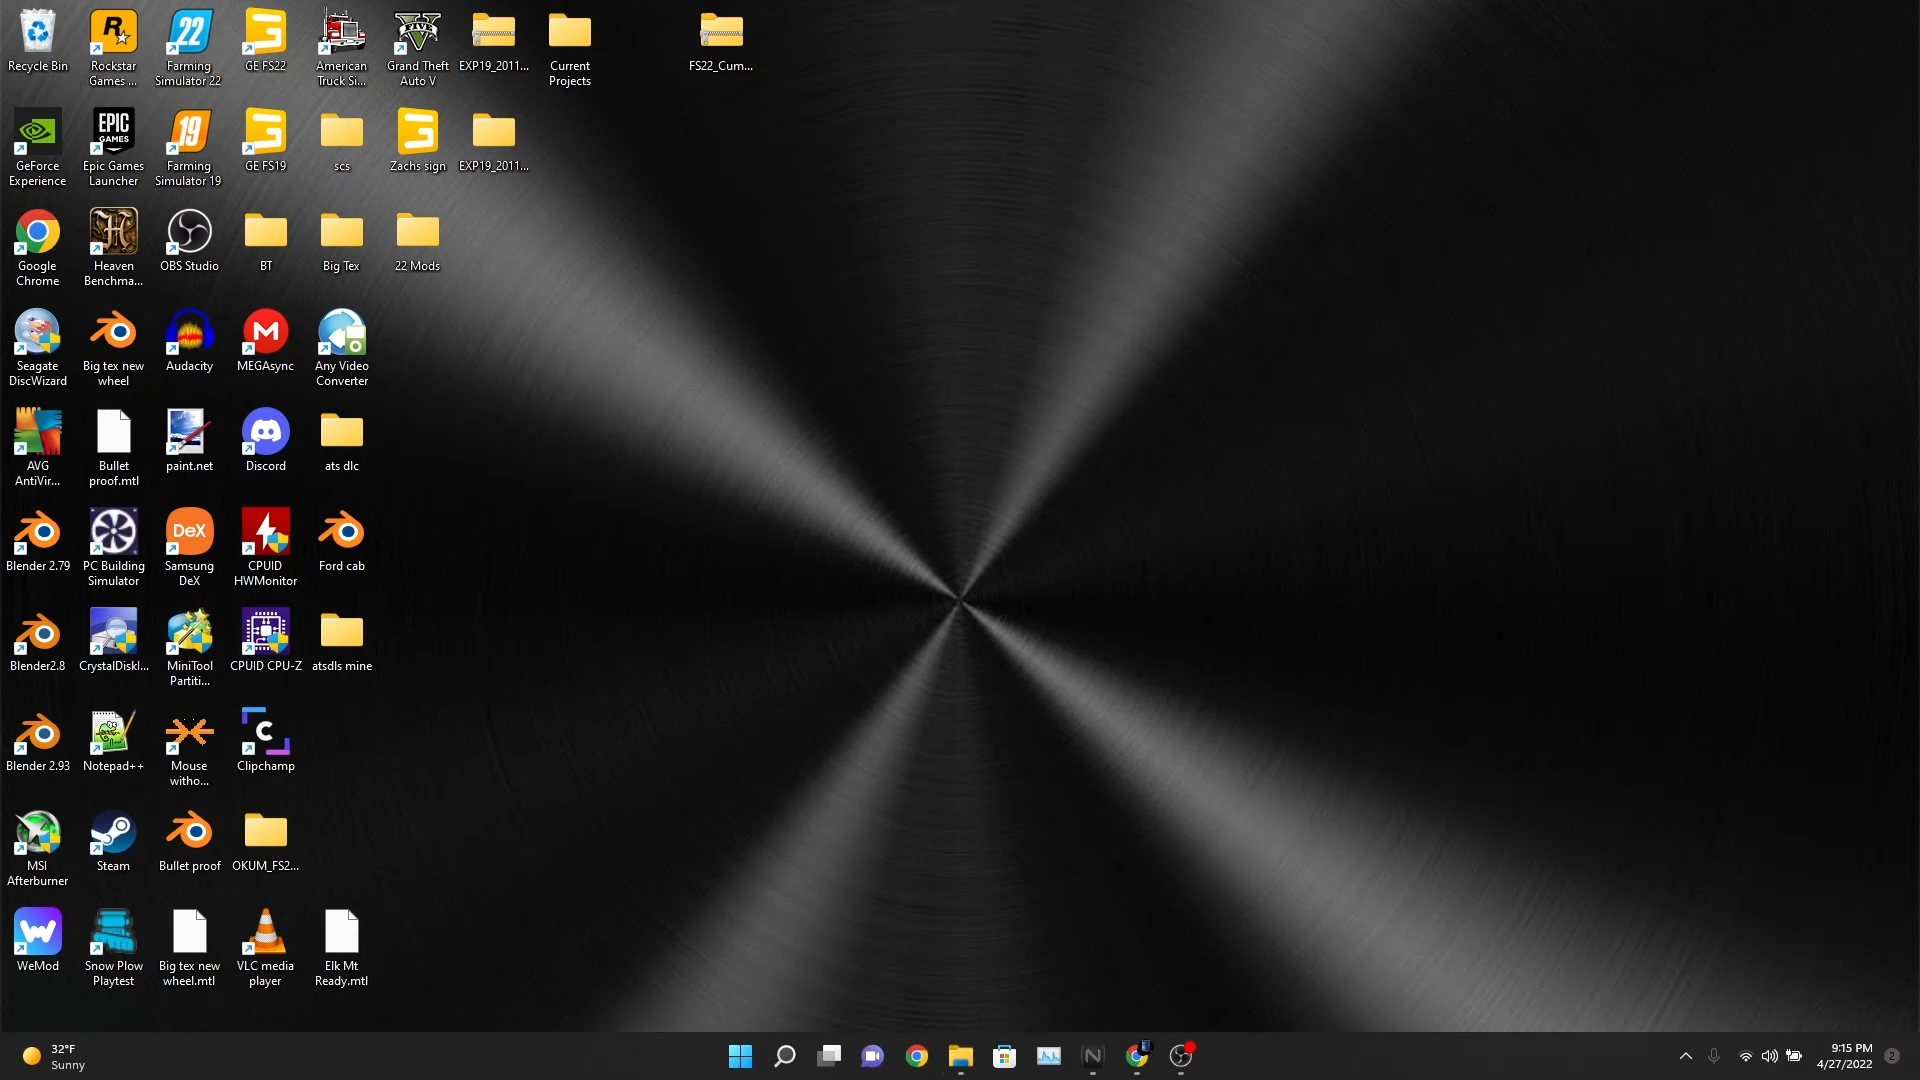 Recycle Bin
Rockstar
Games ...
Farming
Simulator 22
GE FS22
American
Truck Si...
Grand Theft
Auto V
EXP19_2011...
Current
Projects
FS22_Cum...
GeForce
Experience
Epic Games
Launcher
Farming
Simulator 19
GE FS19
scs
Zachs sign
EXP19_2011...
Google
Chrome
Heaven
Benchma...
OBS Studio
BT
Big Tex
22 Mods
Seagate
DiscWizard
Big tex new
wheel
Audacity
MEGAsync
Any Video
Converter
AVG
AntiVir...
Bullet
proof.mtl
paint.net
Discord
ats dlc
Blender 2.79
PC Building
Simulator
DeX
Samsung
DeX
CPUID
HWMonitor
Ford cab
Blender2.8
CrystalDiskI...
MiniTool
Partiti...
CPUID CPU-Z
atsdls mine
Blender 2.93
Notepad++
Mouse
witho...
Clipchamp
MSI
Afterburner
Steam
Bullet proof
OKUM_FS2...
WeMod
Snow Plow
Playtest
Big tex new
wheel.mtl
VLC media
player
Elk Mt
Ready.mtl
32°F
Sunny
9:15 PM
4/27/2022
2